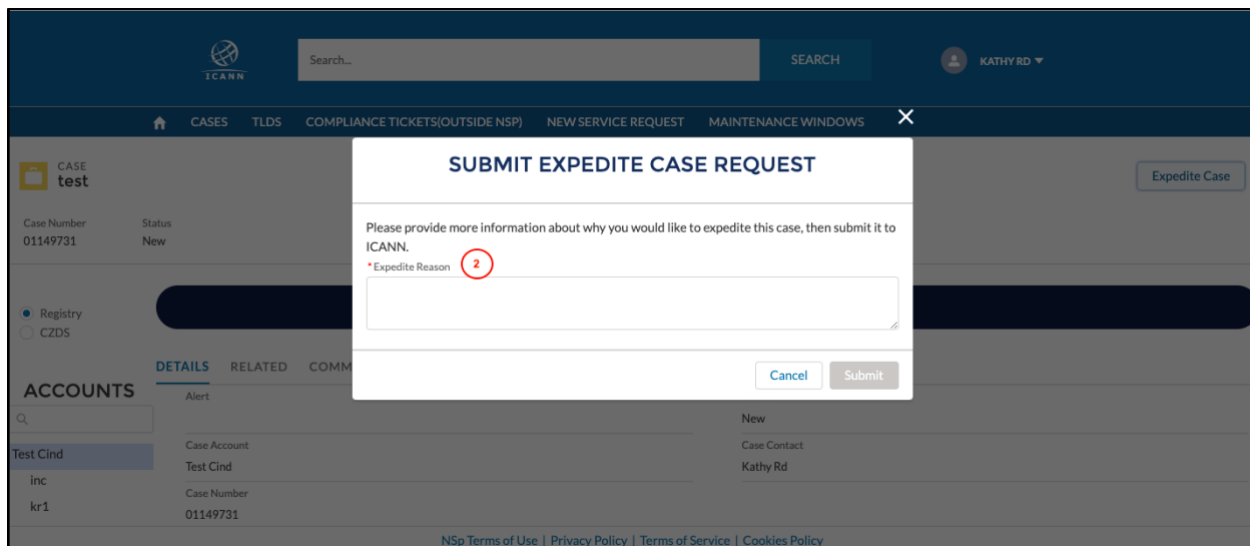 ICANN
Search...
SEARCH
KATHY RD
CASES TLDS COMPLIANCE TICKETS(OUTSIDE NSP) NEW SERVICE REQUEST MAINTENANCE WINDOWS
CASE
test
Expedite Case
Case Number Status
01149731 New
SUBMIT EXPEDITE CASE REQUEST
Please provide more information about why you would like to expedite this case, then submit it to
ICANN.
*Expedite Reason
2
Cancel Submit
Registry
CZDS
ACCOUNTS
Test Cind
inc
kr1
DETAILS RELATED COMM
Alert
New
Case Account Case Contact
Test Cind Kathy Rd
Case Number
01149731
NSp Terms of Use | Privacy Policy | Terms of Service | Cookies Policy